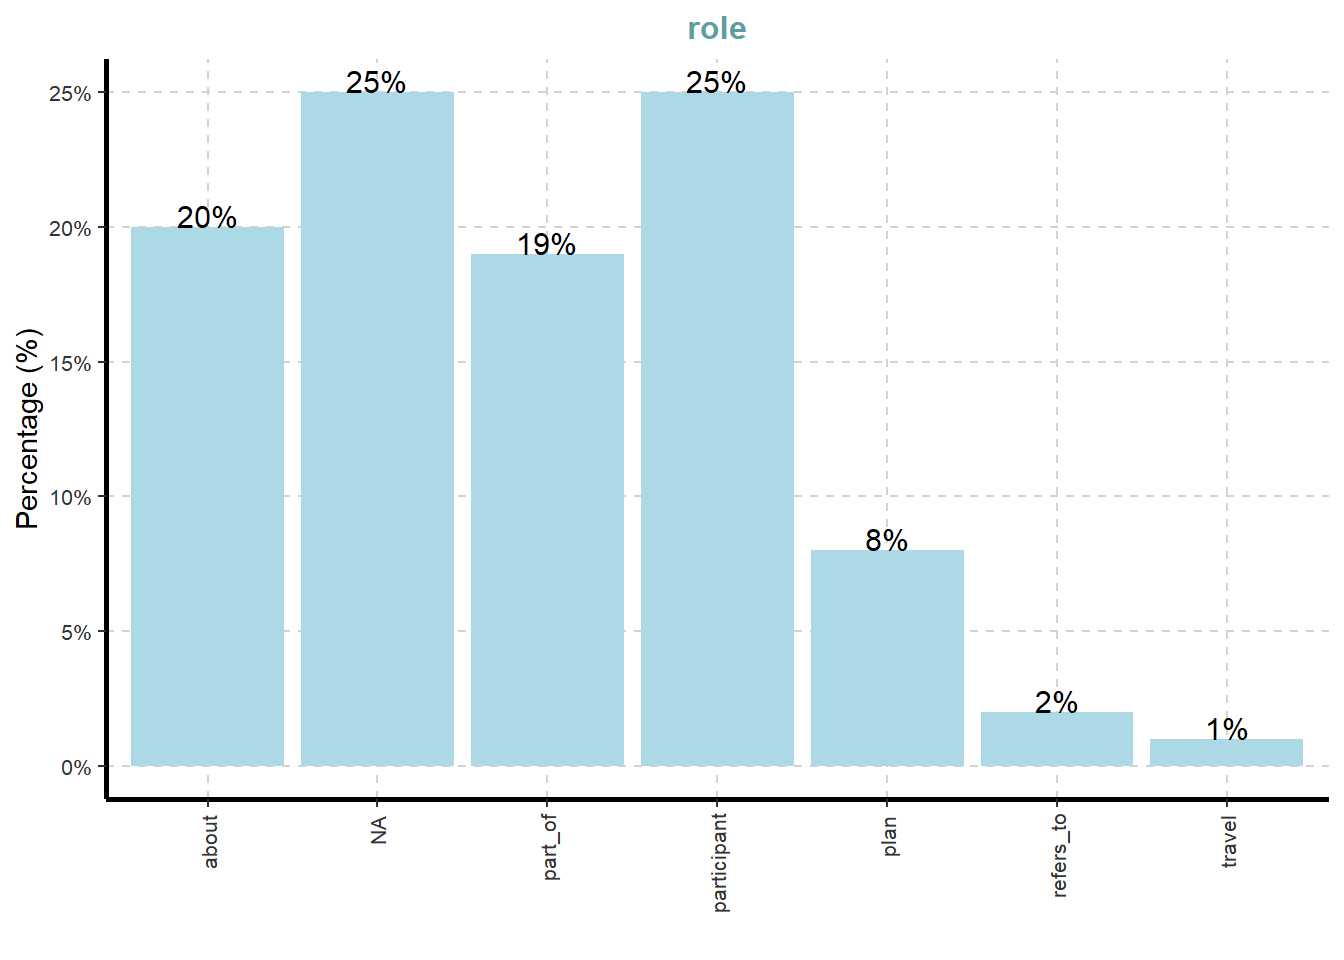 role
Percentage (%)
25%
20%
15%
10%
5%
0%
20%
25%
19%
25%
8%
2%
1%
about
NA
part_of
participant
plan
refers_to
travel